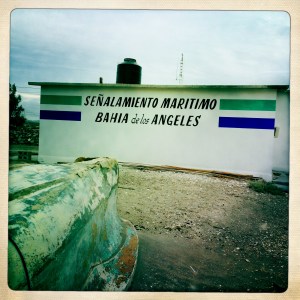 SEÑALAMIENTO MARITIMO
BAHIA de los ANGELES